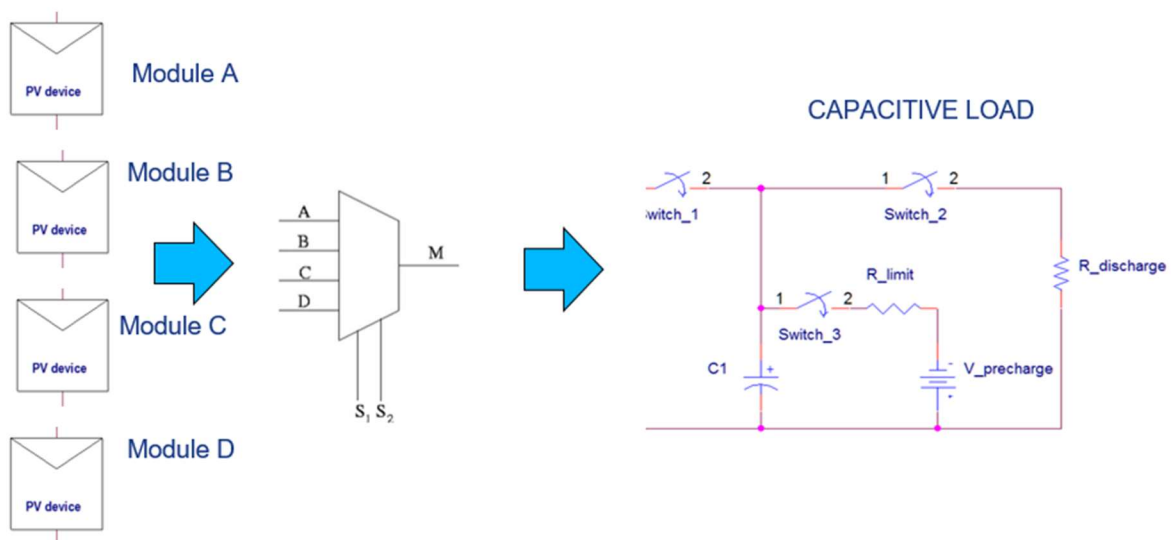 PV device
Module A
PV device
Module B
PV device
Module C
PV device
Module D
A
B
C
D
M
S1 S2
CAPACITIVE LOAD
2
witch_1
1
2
Switch_2
R_discharge
R_limit
1
2
Switch_3
C1
+
V_precharge
-
+